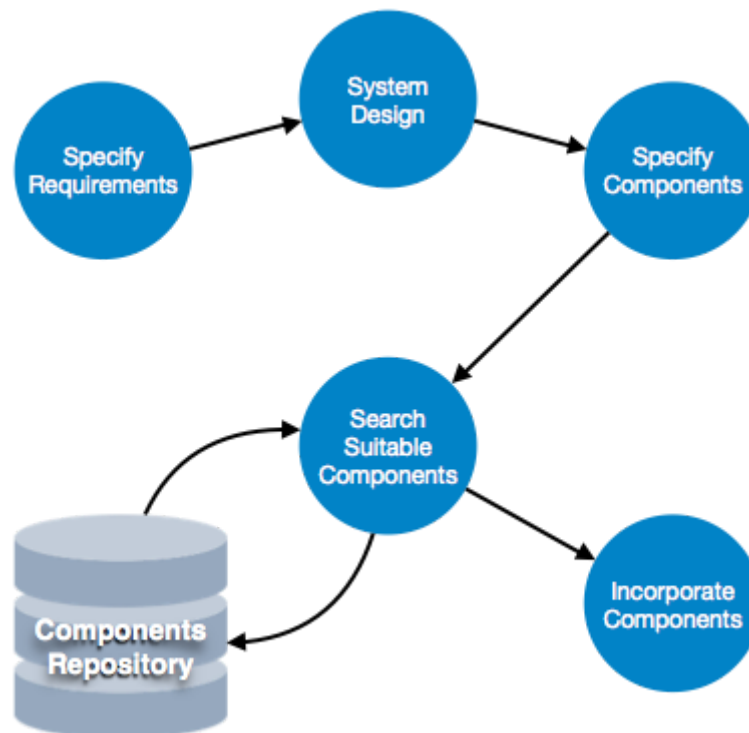 System
Design
Specify
Requirements
Specify
Components
Search
Suitable
Components
Components
Repository
Incorporate
Components